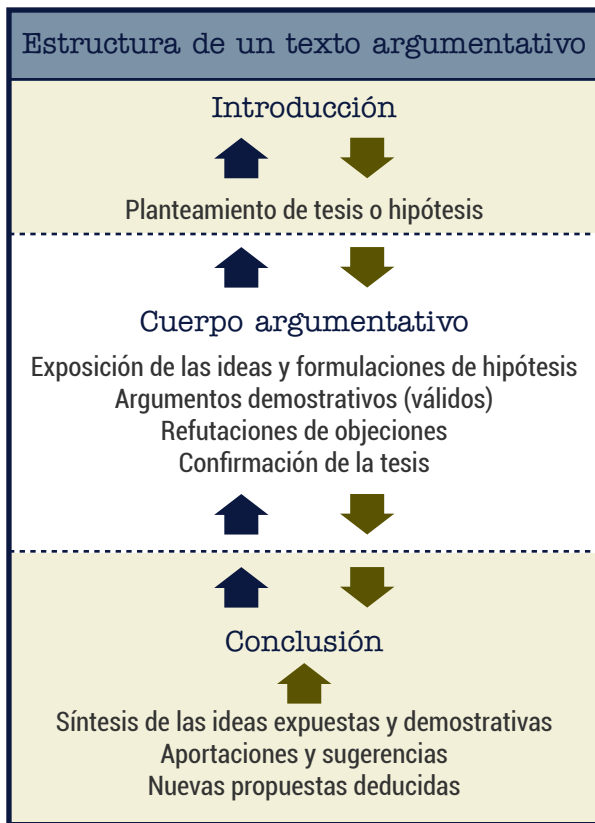 Estructura de un texto argumentativo
Introducción
Planteamiento de tesis o hipótesis
Cuerpo argumentativo
Exposición de las ideas y formulaciones de hipótesis
Argumentos demostrativos (válidos)
Refutaciones de objeciones
Confirmación de la tesis
Conclusión
Síntesis de las ideas expuestas y demostrativas
Aportaciones y sugerencias
Nuevas propuestas deducidas